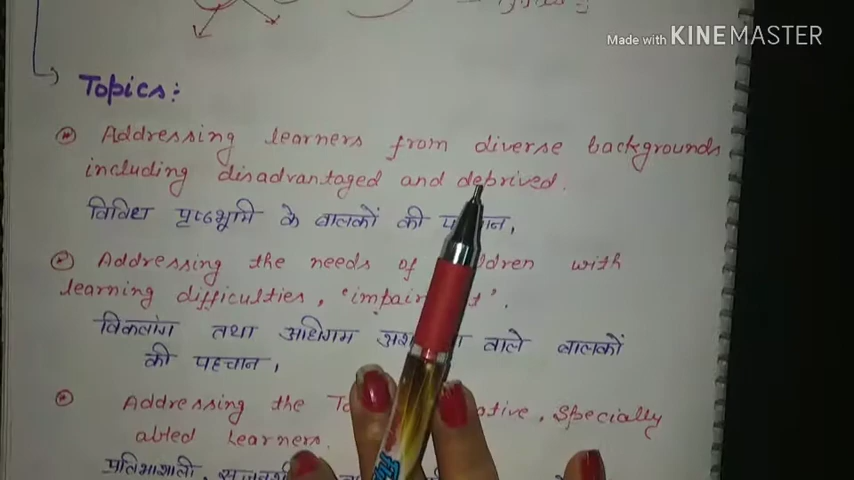 Made with KINEMASTER
Topics:
Addressing learners from diverse backgrounds
including disadvantaged and deprived.
विविध पृष्ठभूमि के बालकों की
Addressing the needs of with
learning difficulties,
विकलांग तथा अधिगम वाले बालकों
की पहचान,
Addressing the Specially
abled Learners.
प्रतिभाशाली,